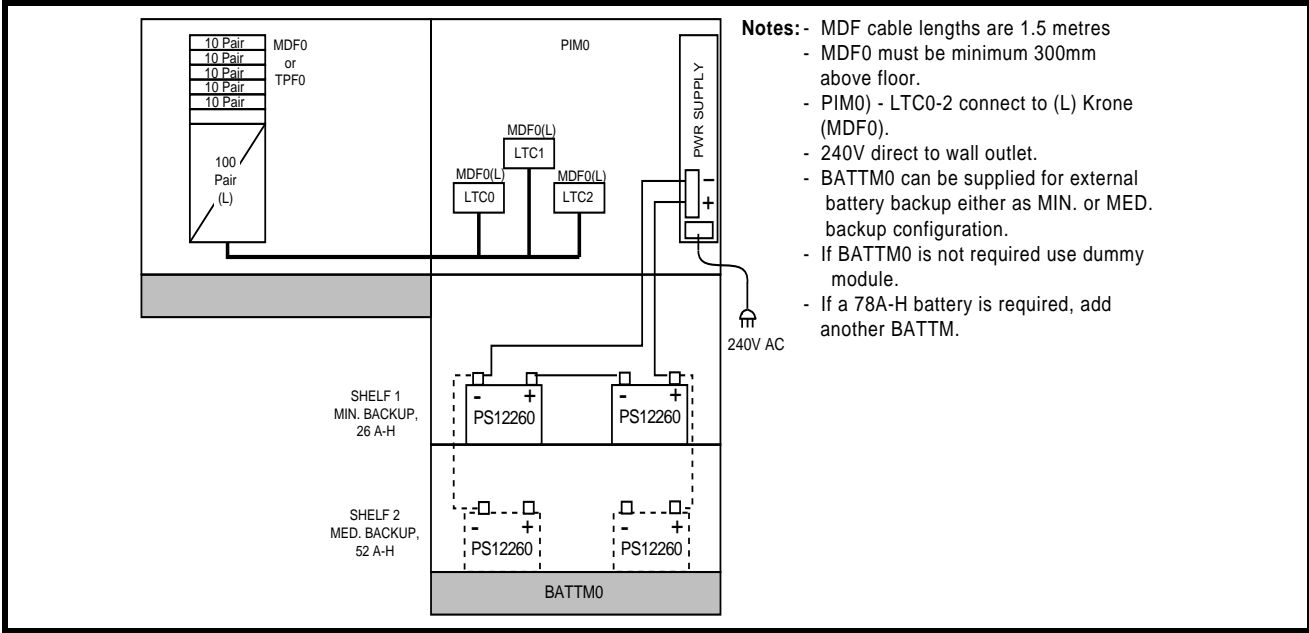 10 Pair
10 Pair
10 Pair
10 Pair
10 Pair
MDF0
or
TPF0
100
Pair
(L)
PIM0
MDF0(L)
LTC1
MDF0(L)
LTC0
MDF0(L)
LTC2
PWR SUPPLY
-
+
240V AC
SHELF 1
MIN. BACKUP,
26 A-H
- +
PS12260
- +
PS12260
SHELF 2
MED. BACKUP,
52 A-H
- +
PS12260
- +
PS12260
BATTM0
Notes: - MDF cable lengths are 1.5 metres
- MDF0 must be minimum 300mm
above floor.
- PIM0) - LTC0-2 connect to (L) Krone
(MDF0).
- 240V direct to wall outlet.
- BATTM0 can be supplied for external
battery backup either as MIN. or MED.
backup configuration.
- If BATTM0 is not required use dummy
module.
- If a 78A-H battery is required, add
another BATTM.